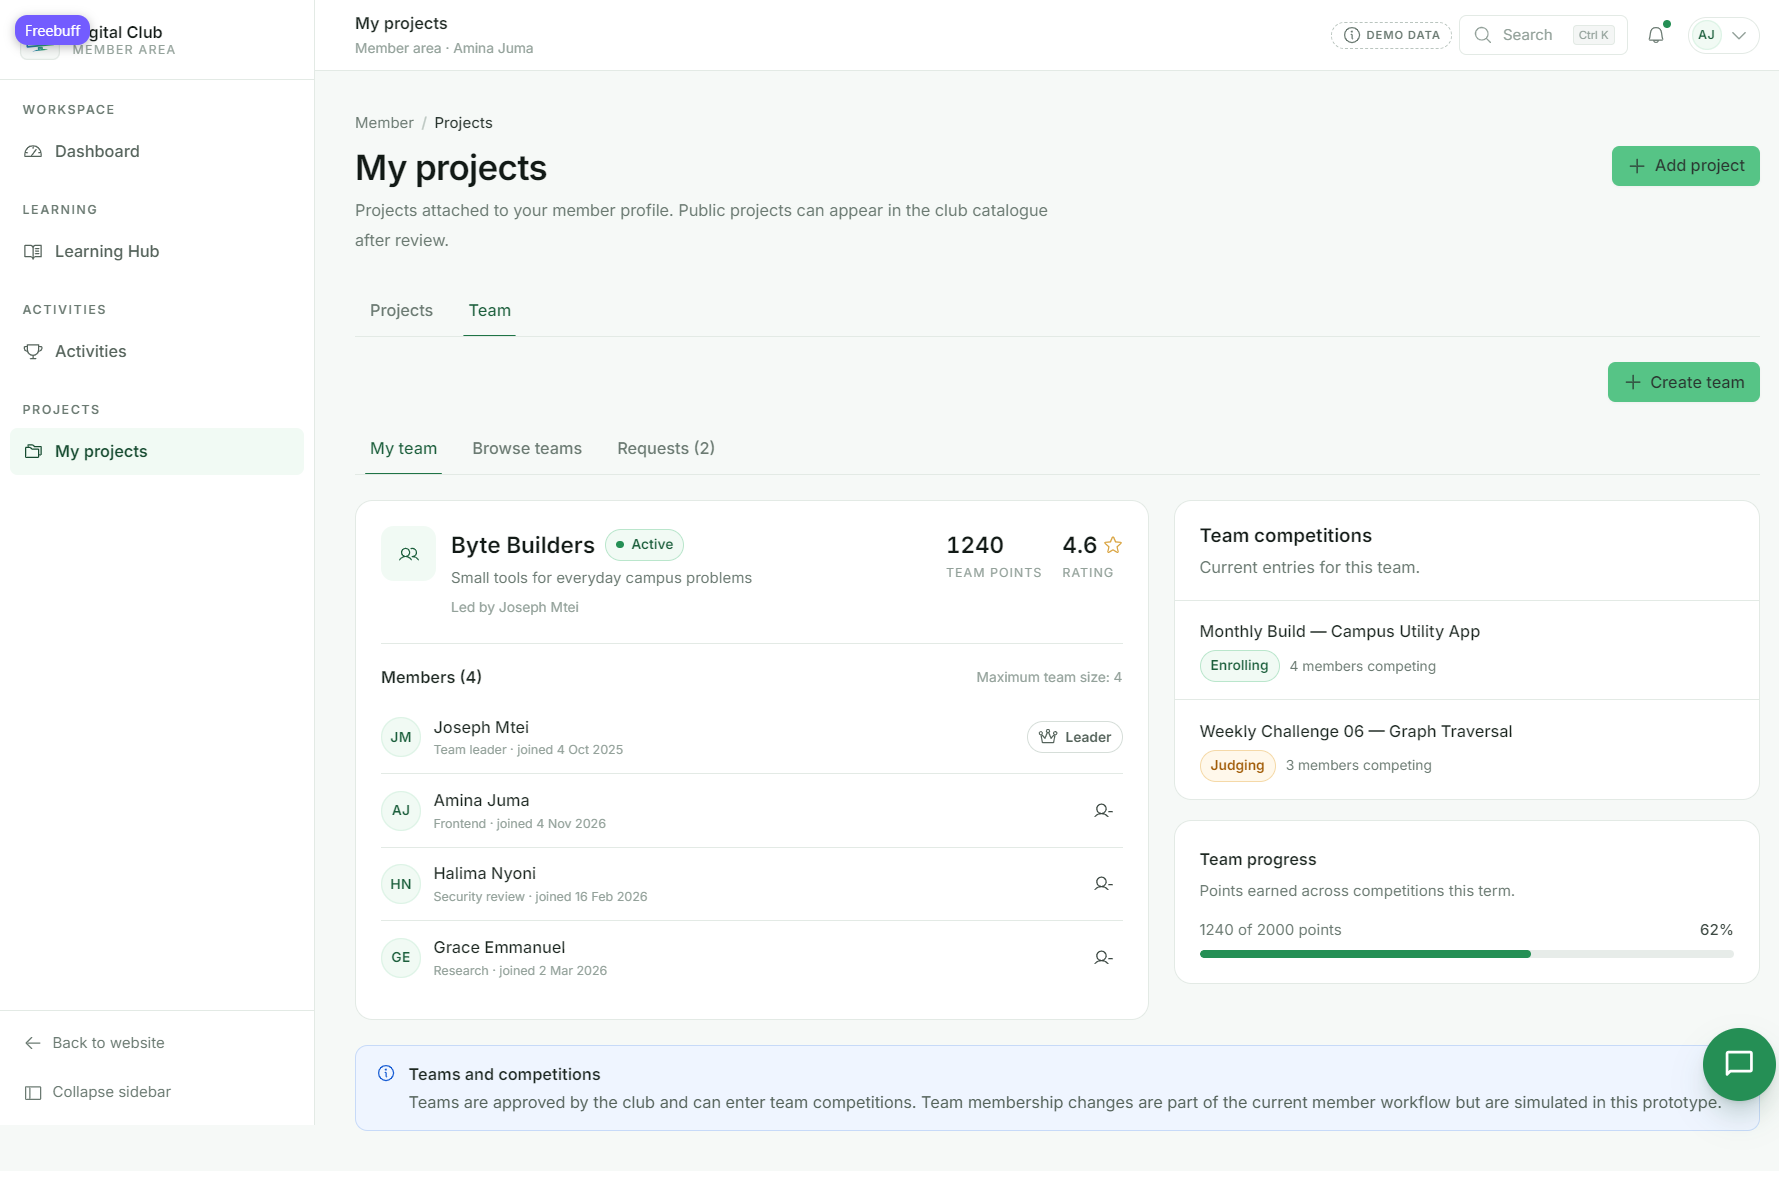 Freebuff
gital Club
MEMBER AREA
WORKSPACE
Dashboard
LEARNING
Learning Hub
ACTIVITIES
Activities
PROJECTS
My projects
Back to website
Collapse sidebar
My projects
Member area · Amina Juma
DEMO DATA
Search
Ctrl K
AJ
Member / Projects
My projects
Add project
Projects attached to your member profile. Public projects can appear in the club catalogue
after review.
Projects
Team
Create team
My team
Browse teams
Requests (2)
Byte Builders
Active
Small tools for everyday campus problems
Led by Joseph Mtei
1240
TEAM POINTS
4.6
RATING
Members (4)
Maximum team size: 4
JM
Joseph Mtei
Team leader · joined 4 Oct 2025
Leader
AJ
Amina Juma
Frontend · joined 4 Nov 2026
HN
Halima Nyoni
Security review · joined 16 Feb 2026
GE
Grace Emmanuel
Research · joined 2 Mar 2026
Team competitions
Current entries for this team.
Monthly Build — Campus Utility App
Enrolling
4 members competing
Weekly Challenge 06 — Graph Traversal
Judging
3 members competing
Team progress
Points earned across competitions this term.
1240 of 2000 points
62%
Teams and competitions
Teams are approved by the club and can enter team competitions. Team membership changes are part of the current member workflow but are simulated in this prototype.